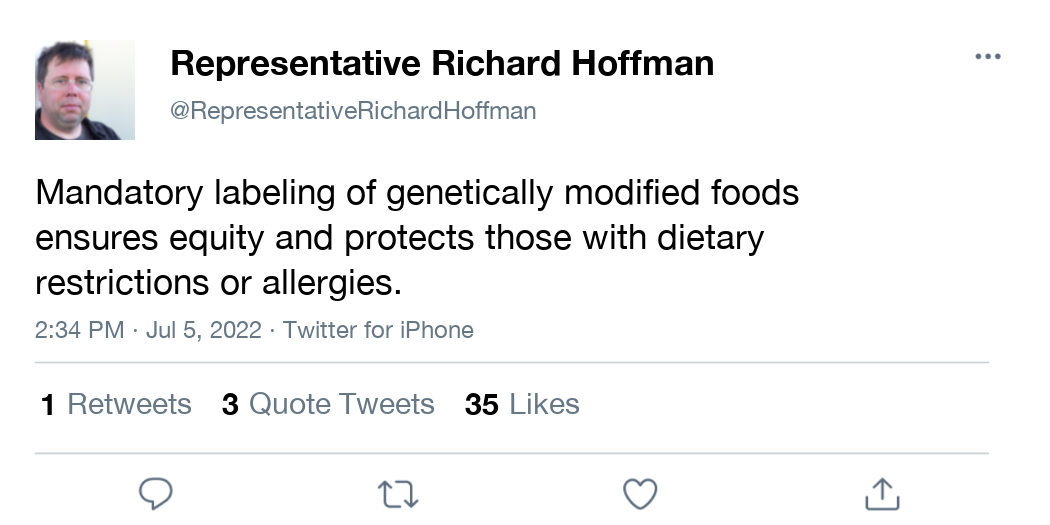 Representative Richard Hoffman
@RepresentativeRichardHoffman
Mandatory labeling of genetically modified foods
ensures equity and protects those with dietary
restrictions or allergies.
2:34 PM · Jul 5, 2022 · Twitter for iPhone
1 Retweets 3 Quote Tweets 35 Likes